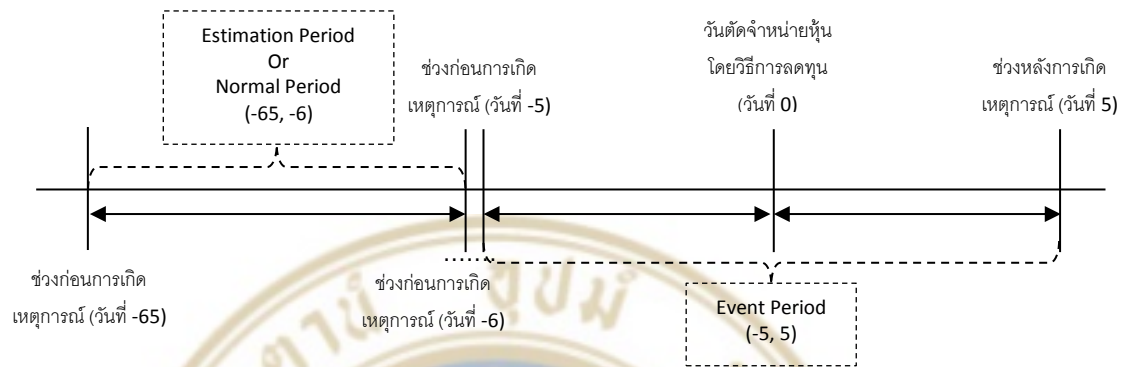 Estimation Period
Or
Normal Period
(-65, -6)
ช่วงก่อนการเกิด
เหตุการณ์ (วันที่ -5)
วันตัดจำหน่ายหุ้น
โดยวิธีการลดทุน
(วันที่ 0)
ช่วงหลังการเกิด
เหตุการณ์ (วันที่ 5)
ช่วงก่อนการเกิด
เหตุการณ์ (วันที่ -65)
ช่วงก่อนการเกิด
เหตุการณ์ (วันที่ -6)
Event Period
(-5, 5)